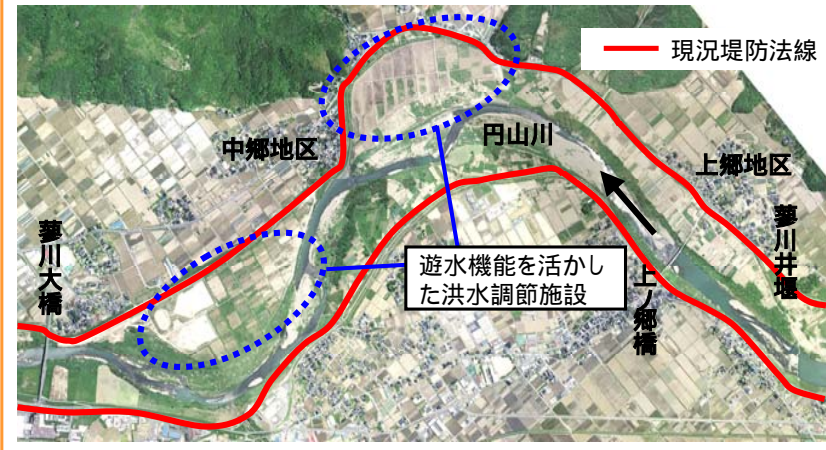 現況堤防法線
円山川
中郷地区
上郷地区
蓼川大橋
蓼川井堰
遊水機能を活かし
た洪水調節施設
上ノ郷橋